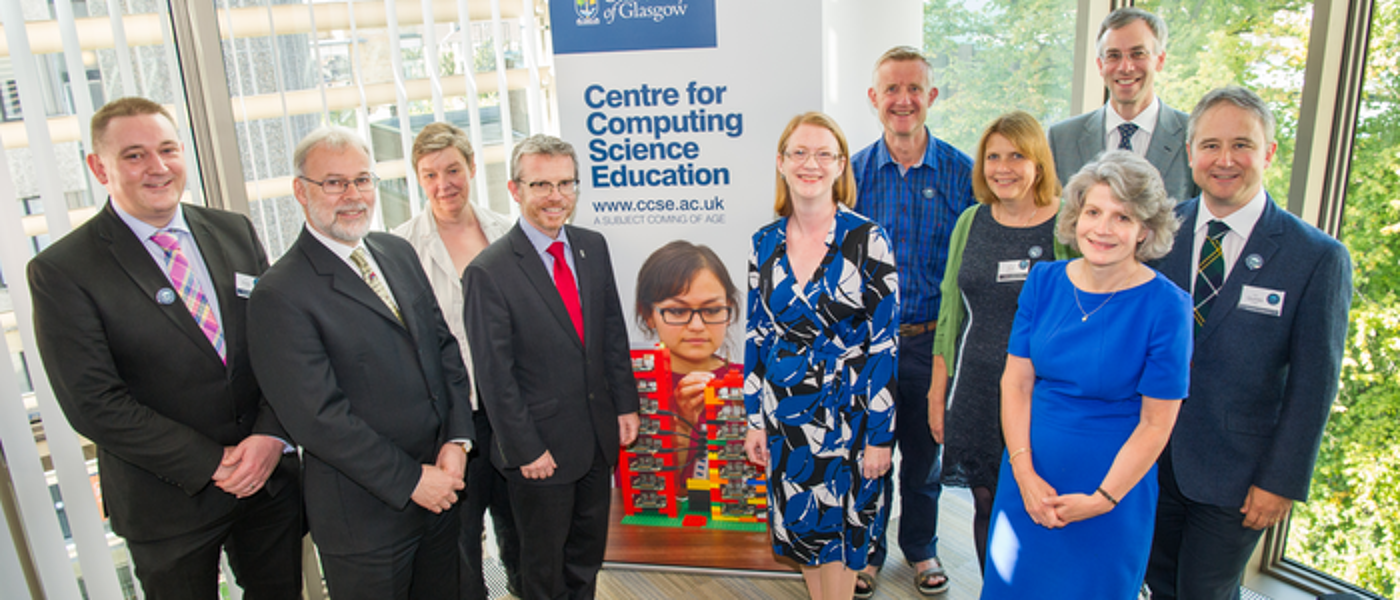 of Glasgow
Centre for
Computing
Science
Education
www.ccse.ac.uk
A SUBJECT COMING OF AGE